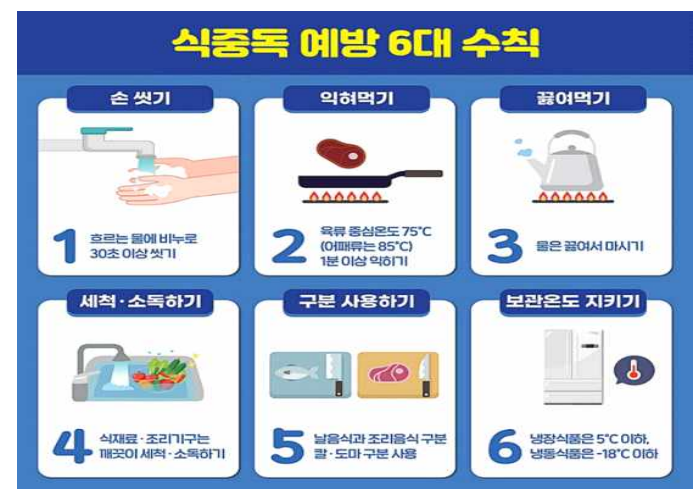 식중독 예방 6대 수칙
손 씻기
1
흐르는 물에 비누로
30초 이상 씻기
익혀먹기
2
육류 중심온도 75℃
(어패류는 85℃)
1분 이상 익히기
끓여먹기
3
물은 끓여서 마시기
세척·소독하기
4
식재료·조리기구는
깨끗이 세척·소독하기
구분 사용하기
5
날음식과 조리음식 구분
칼·도마 구분 사용
보관온도 지키기
6
냉장식품은 5℃ 이하,
냉동식품은 -18℃ 이하